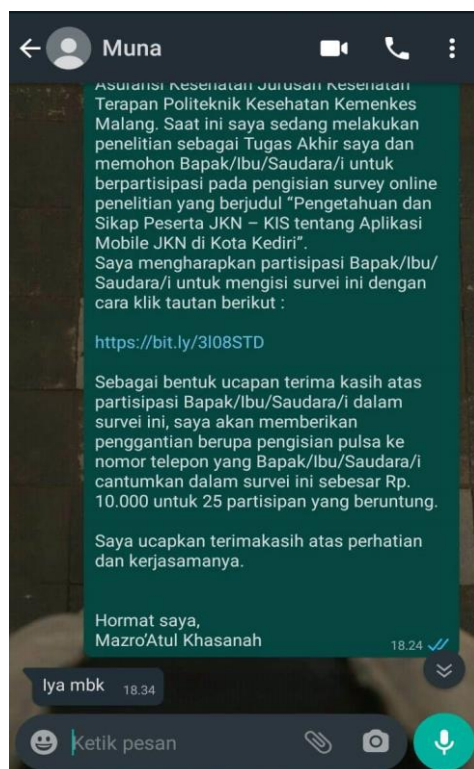 Muna
Asuransi Kesehatan Jurusan Kesehatan
Terapan Politeknik Kesehatan Kemenkes
Malang. Saat ini saya sedang melakukan
penelitian sebagai Tugas Akhir saya dan
memohon Bapak/Ibu/Saudara/i untuk
berpartisipasi pada pengisian survey online
penelitian yang berjudul “Pengetahuan dan
Sikap Peserta JKN – KIS tentang Aplikasi
Mobile JKN di Kota Kediri”.
Saya mengharapkan partisipasi Bapak/Ibu/
Saudara/i untuk mengisi survei ini dengan
cara klik tautan berikut :
https://bit.ly/3l08STD
Sebagai bentuk ucapan terima kasih atas
partisipasi Bapak/Ibu/Saudara/i dalam
survei ini, saya akan memberikan
penggantian berupa pengisian pulsa ke
nomor telepon yang Bapak/Ibu/Saudara/i
cantumkan dalam survei ini sebesar Rp.
10.000 untuk 25 partisipan yang beruntung.
Saya ucapkan terimakasih atas perhatian
dan kerjasamanya.
Hormat saya,
Mazro’Atul Khasanah
18.24
Iya mbk 18.34
Ketik pesan